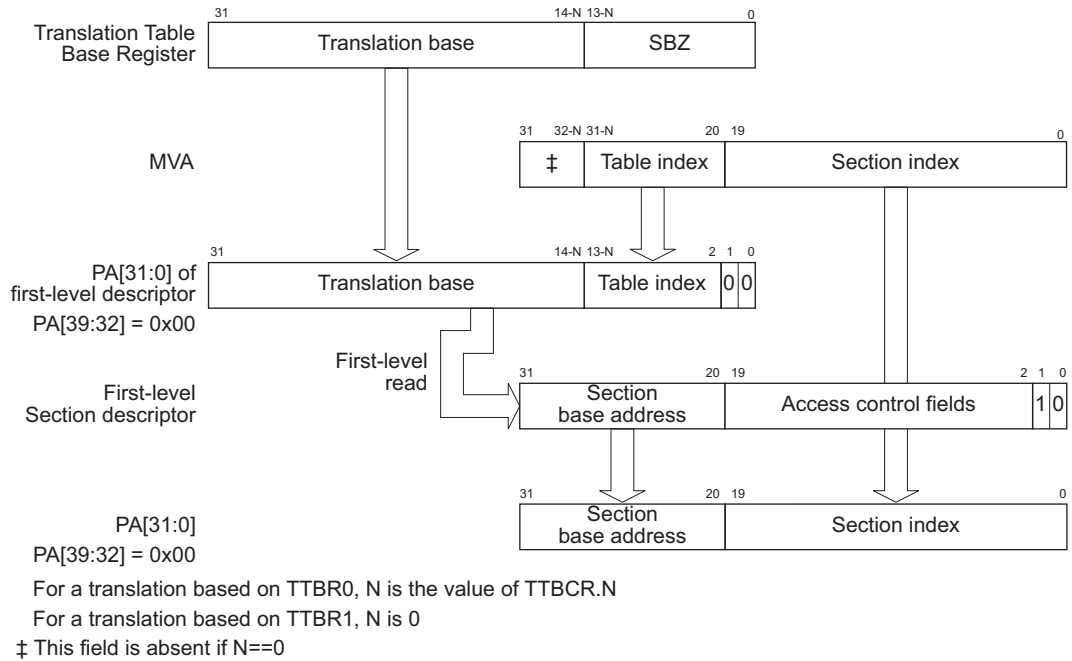 31 14-N 13-N 0
Translation Table
Base Register
Translation base SBZ
31 32-N 31-N 20 19 0
MVA ‡ Table index Section index
31 14-N 13-N 2 1 0
PA[31:0] of
first-level descriptor
PA[39:32] = 0x00
Translation base Table index 0 0
First-level
read
31 20 19 2 1 0
First-level
Section descriptor
Section
base address
Access control fields 1 0
31 20 19 0
PA[31:0]
PA[39:32] = 0x00
Section
base address
Section index
For a translation based on TTBR0, N is the value of TTBCR.N
For a translation based on TTBR1, N is 0
‡ This field is absent if N==0